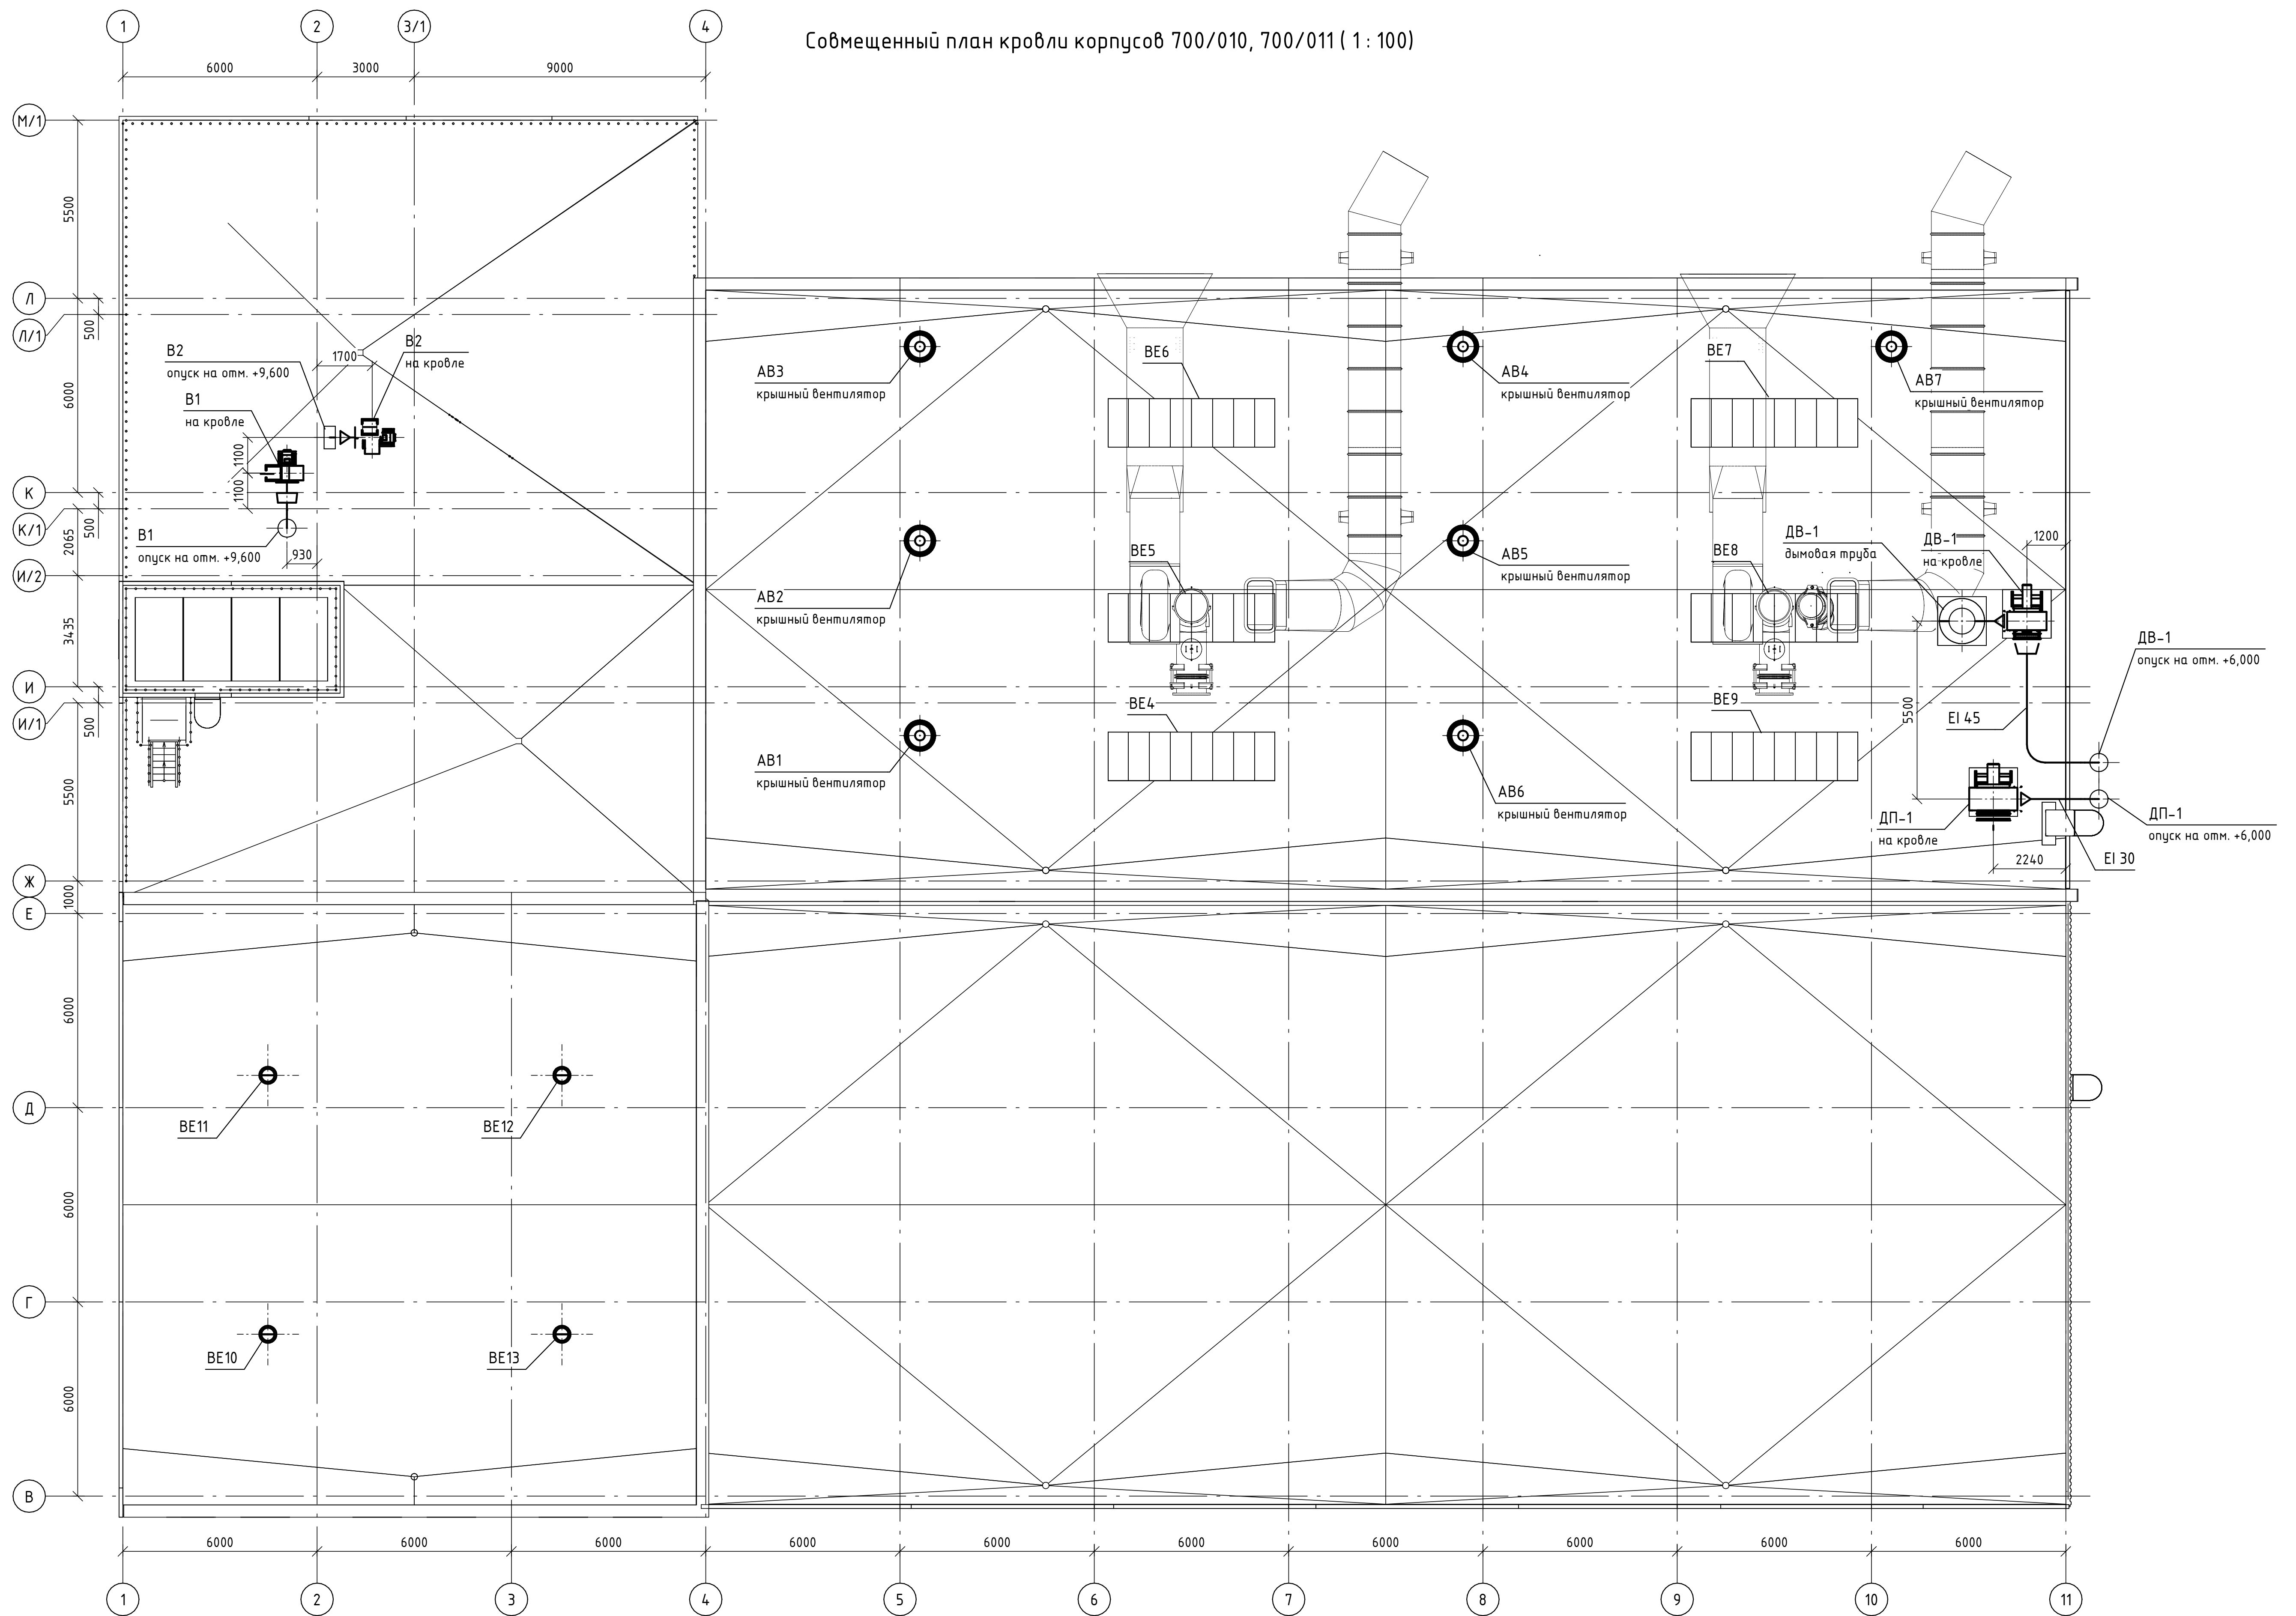 1
2
3/1
4
Совмещенный план кровли корпусов 700/010, 700/011 ( 1 : 100)
6000
3000
9000
М/1
5500
Л
500
Л/1
6000
К
500
К/1
2065
И/2
3435
И
500
И/1
5500
Ж
1000
Е
6000
Д
6000
Г
6000
В
В2
опуск на отм. +9,600
1700
В2
на кровле
В1
на кровле
1100
1100
В1
опуск на отм. +9,600
930
АВ3
крышный вентилятор
ВЕ6
АВ4
крышный вентилятор
ВЕ7
АВ7
крышный вентилятор
АВ2
крышный вентилятор
ВЕ5
АВ5
крышный вентилятор
ВЕ8
ДВ-1
дымовая труба
ДВ-1
на кровле
1200
ДВ-1
опуск на отм. +6,000
АВ1
крышный вентилятор
ВЕ4
АВ6
крышный вентилятор
ВЕ9
5500
EI 45
ДП-1
на кровле
ДП-1
опуск на отм. +6,000
2240
EI 30
ВЕ11
ВЕ12
ВЕ10
ВЕ13
6000
6000
6000
6000
6000
6000
6000
6000
6000
6000
1
2
3
4
5
6
7
8
9
10
11